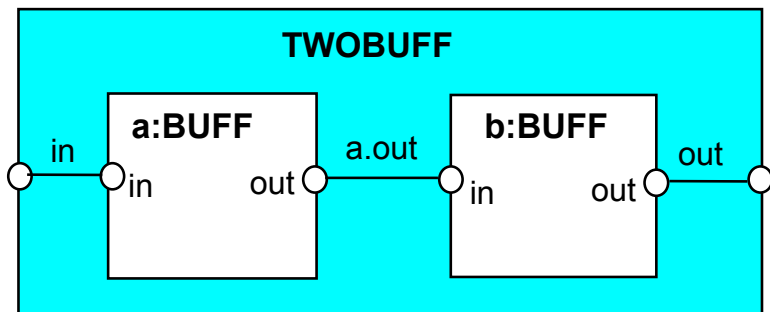 TWOBUFF
a:BUFF
b:BUFF
in
a.out
out
in
out
in
out